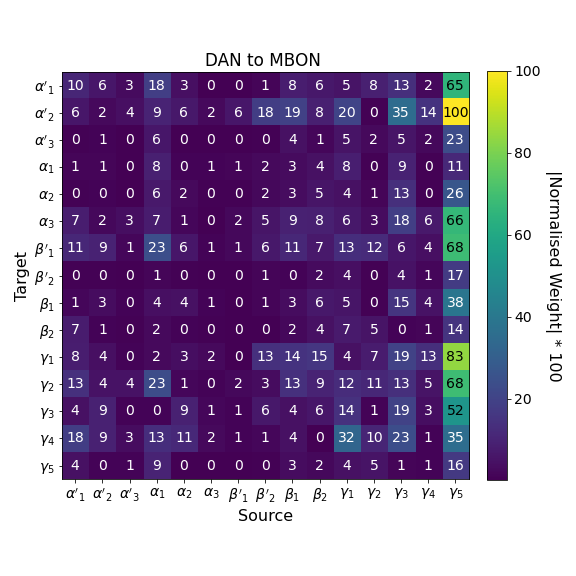 DAN to MBON
α′₁ 10 6 3 18 3 0 0 1 8 6 5 8 13 2 65
α′₂ 6 2 4 9 6 2 6 18 19 8 20 0 35 14 100
α′₃ 0 1 0 6 0 0 0 0 4 1 5 2 5 2 23
α₁ 1 1 0 8 0 1 1 2 3 4 8 0 9 0 11
α₂ 0 0 0 6 2 0 0 2 3 5 4 1 13 0 26
α₃ 7 2 3 7 1 0 2 5 9 8 6 3 18 6 66
β′₁ 11 9 1 23 6 1 1 6 11 7 13 12 6 4 68
β′₂ 0 0 0 1 0 0 0 1 0 2 4 0 4 1 17
β₁ 1 3 0 4 4 1 0 1 3 6 5 0 15 4 38
β₂ 7 1 0 2 0 0 0 0 2 4 7 5 0 1 14
γ₁ 8 4 0 2 3 2 0 13 14 15 4 7 19 13 83
γ₂ 13 4 4 23 1 0 2 3 13 9 12 11 13 5 68
γ₃ 4 9 0 0 9 1 1 6 4 6 14 1 19 3 52
γ₄ 18 9 3 13 11 2 1 1 4 0 32 10 23 1 35
γ₅ 4 0 1 9 0 0 0 0 3 2 4 5 1 1 16
α′₁ α′₂ α′₃ α₁ α₂ α₃ β′₁ β′₂ β₁ β₂ γ₁ γ₂ γ₃ γ₄ γ₅
Source
Target
100
80
60
40
20
|Normalised Weight| * 100